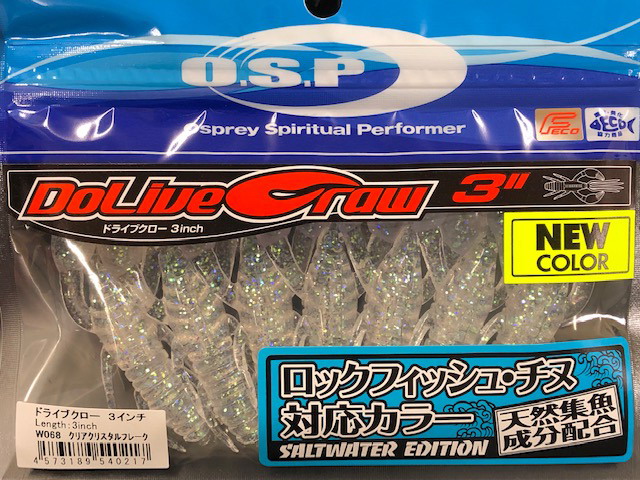 O.S.P
Osprey Spiritual Performer
FECO
ECO
DoLiveCraw 3"
ドライブクロー 3inch
NEW
COLOR
ロックフィッシュ・チヌ
対応カラー
天然集魚
成分配合
SALTWATER EDITION
ドライブクロー 3インチ
Length:3inch
W068 クリアクリスタルフレーク
4573189540217